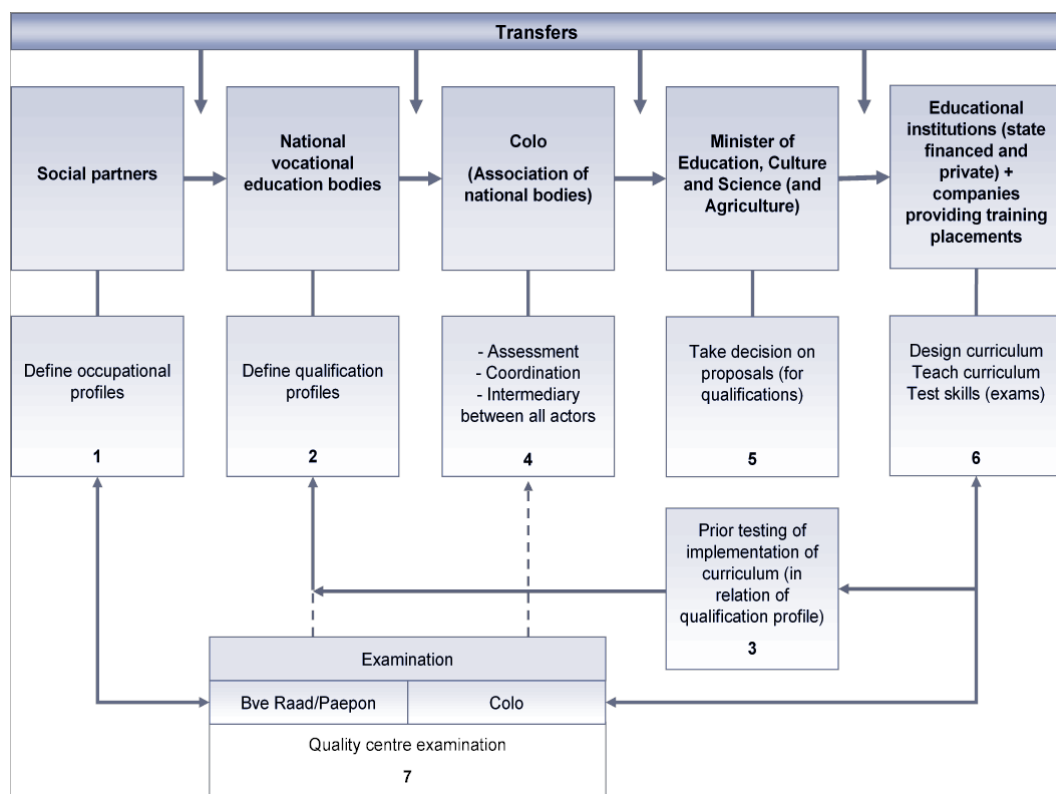 Transfers
Social partners
National
vocational
education bodies
Colo
(Association of
national bodies)
Minister of
Education, Culture
and Science (and
Agriculture)
Educational
institutions (state
financed and
private) +
companies
providing training
placements
Define occupational
profiles
1
Define qualification
profiles
2
- Assessment
- Coordination
- Intermediary
between all actors
4
Take decision on
proposals (for
qualifications)
5
Design curriculum
Teach curriculum
Test skills (exams)
6
Prior testing of
implementation of
curriculum (in
relation of
qualification profile)
3
Examination
Bve Raad/Paepon
Colo
Quality centre examination
7